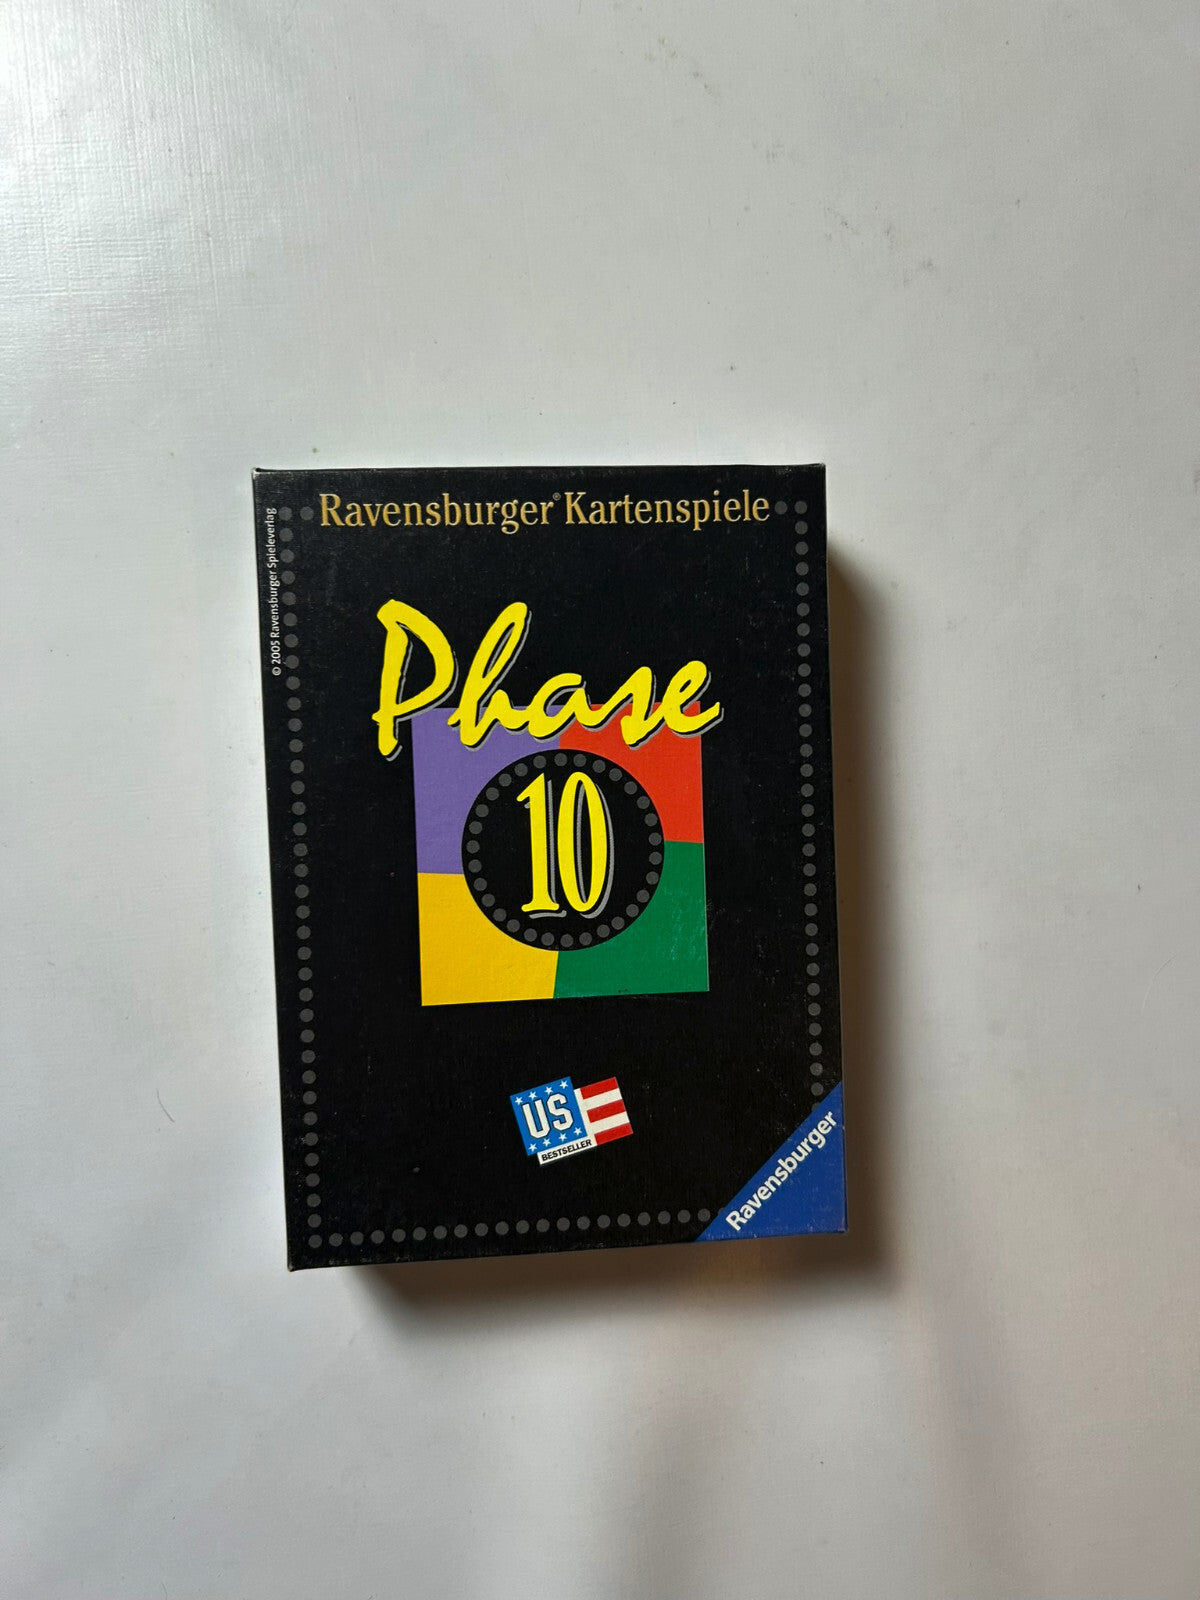 Ravensburger® Kartenspiele
© 2005 Ravensburger Spieleverlag
Phase
10
US
BESTSELLER
Ravensburger